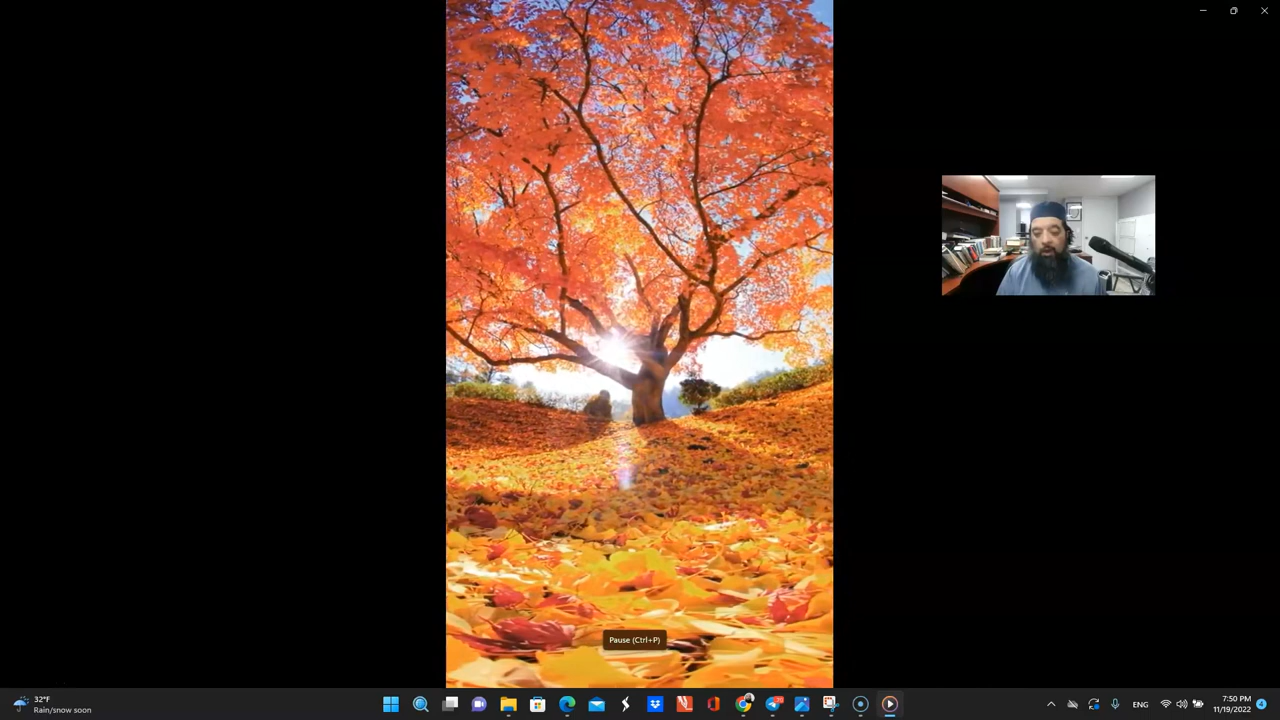 Pause (Ctrl+P)
32°F
Rain/snow soon
ENG
7:50 PM
11/19/2022